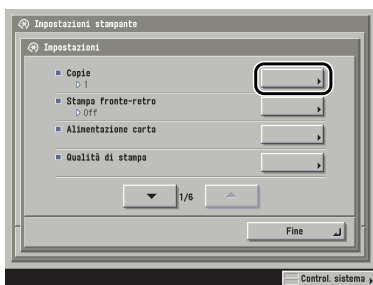 Impostazioni stampante
Impostazioni
Copie
1
Stampa fronte-retro
Off
Alimentazione carta
Qualità di stampa
1/6
Fine
Control. sistema